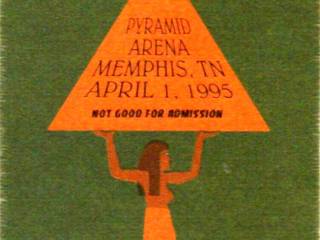 PYRAMID
ARENA
MEMPHIS, TN
APRIL 1, 1995
NOT GOOD FOR ADMISSION